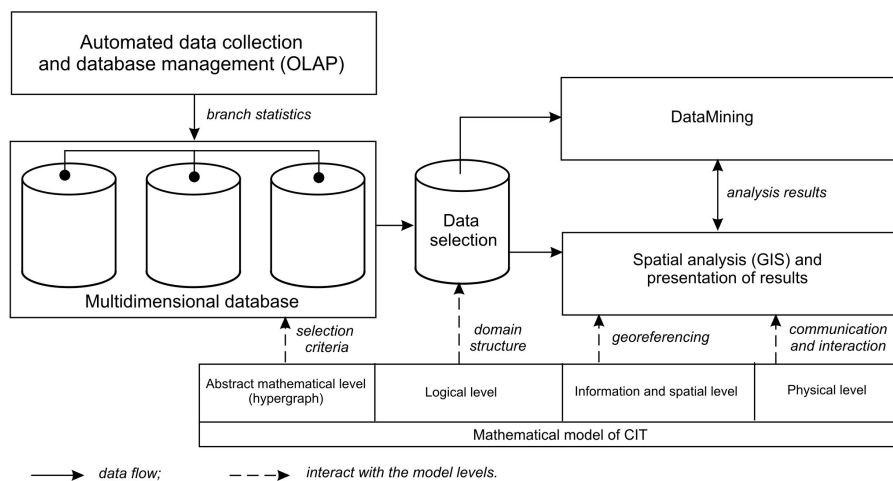 Automated data collection
and database management (OLAP)
branch statistics
Multidimensional database
Data
selection
DataMining
analysis results
Spatial analysis (GIS) and
presentation of results
selection
criteria
domain
structure
georeferencing
communication
and interaction
Abstract mathematical level
(hypergraph)
Logical level
Information and spatial level
Physical level
Mathematical model of CIT
data flow;
interact with the model levels.